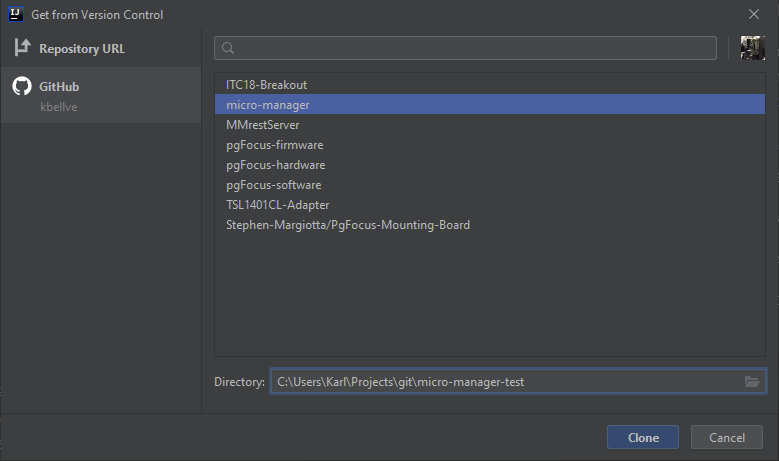 IJ
Get from Version Control
Repository URL
GitHub
kbellve
ITC18-Breakout
micro-manager
MMrestServer
pgFocus-firmware
pgFocus-hardware
pgFocus-software
TSL1401CL-Adapter
Stephen-Margiotta/PgFocus-Mounting-Board
Directory: C:\Users\Karl\Projects\git\micro-manager-test
Clone Cancel